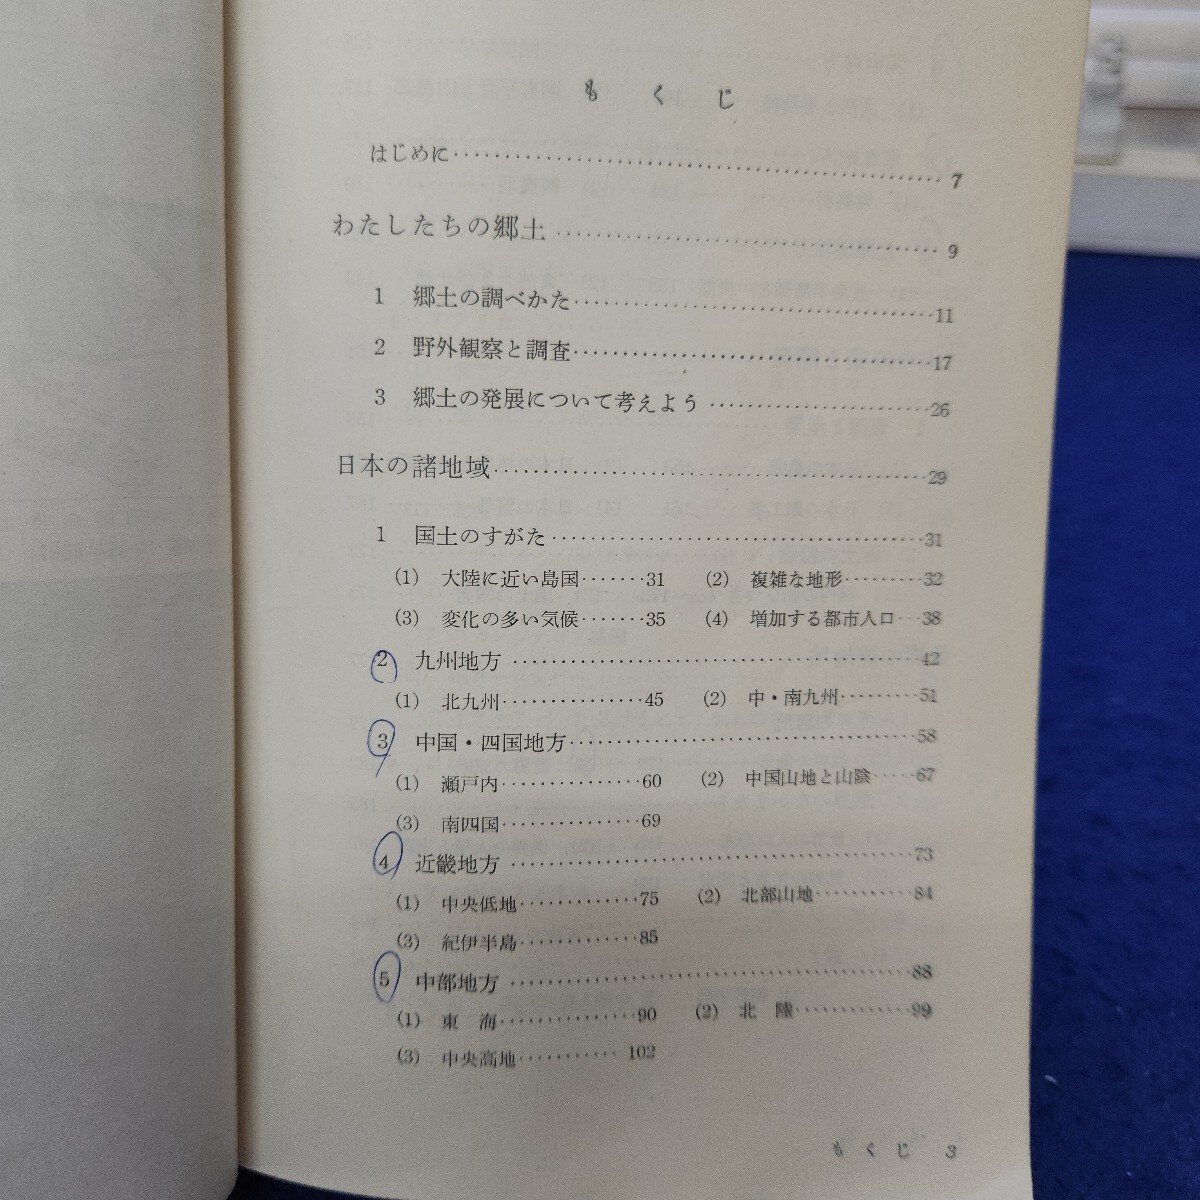 もくじ
はじめに……7
わたしたちの郷土……9
1 郷土の調べかた……11
2 野外観察と調査……17
3 郷土の発展について考えよう……26
日本の諸地域……29
1 国土のすがた……31
(1) 大陸に近い島国……31 (2) 複雑な地形……32
(3) 変化の多い気候……35 (4) 増加する都市人口…38
2 九州地方……42
(1) 北九州……45 (2) 中・南九州……51
3 中国・四国地方……58
(1) 瀬戸内……60 (2) 中国山地と山陰……67
(3) 南四国……69
4 近畿地方……73
(1) 中央低地……75 (2) 北部山地……84
(3) 紀伊半島……85
5 中部地方……88
(1) 東 海……90 (2) 北 陸……99
(3) 中央高地……102
もくじ 3